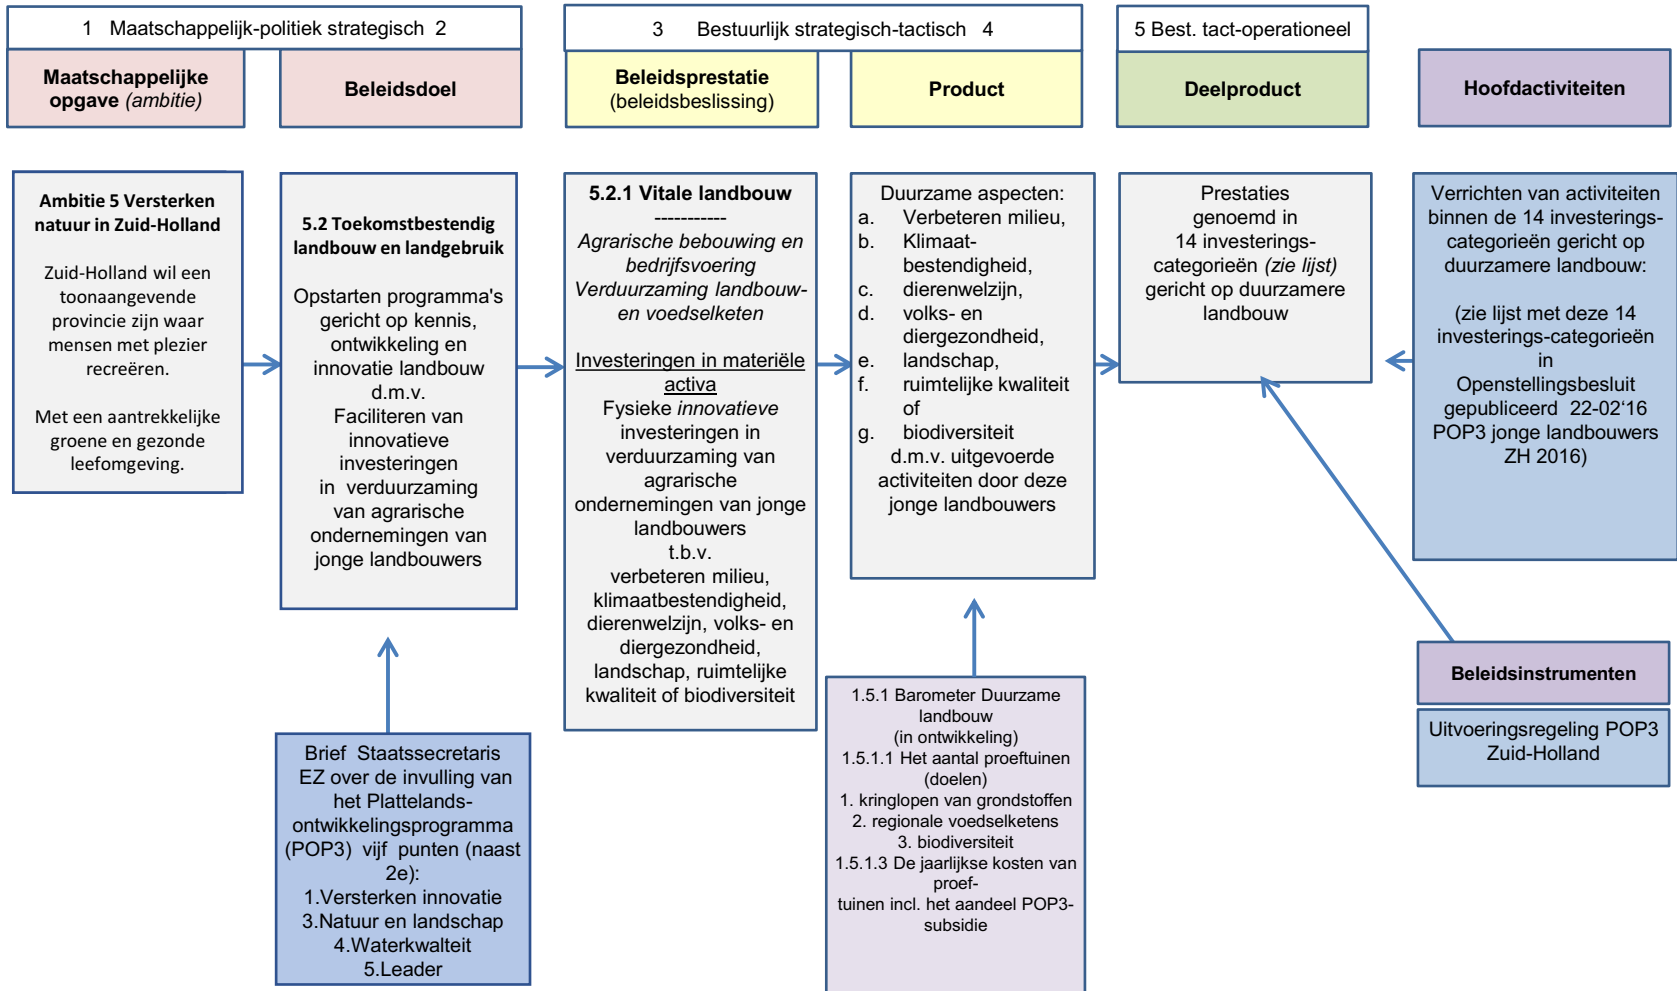 1 Maatschappelijk-politiek strategisch 2
3 Bestuurlijk strategisch-tactisch 4
5 Best. tact-operationeel
Maatschappelijke
opgave (ambitie)
Beleidsdoel
Beleidsprestatie
(beleidsbeslissing)
Product
Deelproduct
Hoofdactiviteiten
Ambitie 5 Versterken
natuur in Zuid-Holland
Zuid-Holland wil een
toonaangevende
provincie zijn waar
mensen met plezier
recreëren.
Met een aantrekkelijke
groene en gezonde
leefomgeving.
5.2 Toekomstbestendig
landbouw en landgebruik
Opstarten programma's
gericht op kennis,
ontwikkeling en
innovatie landbouw
d.m.v.
Faciliteren van
innovatieve
investeringen
in verduurzaming
van agrarische
ondernemingen van
jonge landbouwers
5.2.1 Vitale landbouw
-----------
Agrarische bebouwing en
bedrijfsvoering
Verduurzaming landbouw-
en voedselketen
Investeringen in materiële
activa
Fysieke innovatieve
investeringen in
verduurzaming van
agrarische
ondernemingen van jonge
landbouwers
t.b.v.
verbeteren milieu,
klimaatbestendigheid,
dierenwelzijn, volks- en
diergezondheid,
landschap, ruimtelijke
kwaliteit of biodiversiteit
Duurzame aspecten:
a. Verbeteren milieu,
b. Klimaat-
bestendigheid,
c. dierenwelzijn,
d. volks- en
diergezondheid,
e. landschap,
f. ruimtelijke kwaliteit
of
g. biodiversiteit
d.m.v. uitgevoerde
activiteiten door deze
jonge landbouwers
Prestaties
genoemd in
14 investerings-
categorieën (zie lijst)
gericht op duurzamere
landbouw
Verrichten van activiteiten
binnen de 14 investerings-
categorieën gericht op
duurzamere landbouw:
(zie lijst met deze 14
investerings-categorieën
in
Openstellingsbesluit
gepubliceerd 22-02'16
POP3 jonge landbouwers
ZH 2016)
Brief Staatssecretaris
EZ over de invulling van
het Plattelands-
ontwikkelingsprogramma
(POP3) vijf punten (naast
2e):
1.Versterken innovatie
3.Natuur en landschap
4.Waterkwalteit
5.Leader
1.5.1 Barometer Duurzame
landbouw
(in ontwikkeling)
1.5.1.1 Het aantal proeftuinen
(doelen)
1. kringlopen van grondstoffen
2. regionale voedselketens
3. biodiversiteit
1.5.1.3 De jaarlijkse kosten van
proef-
tuinen incl. het aandeel POP3-
subsidie
Beleidsinstrumenten
Uitvoeringsregeling POP3
Zuid-Holland